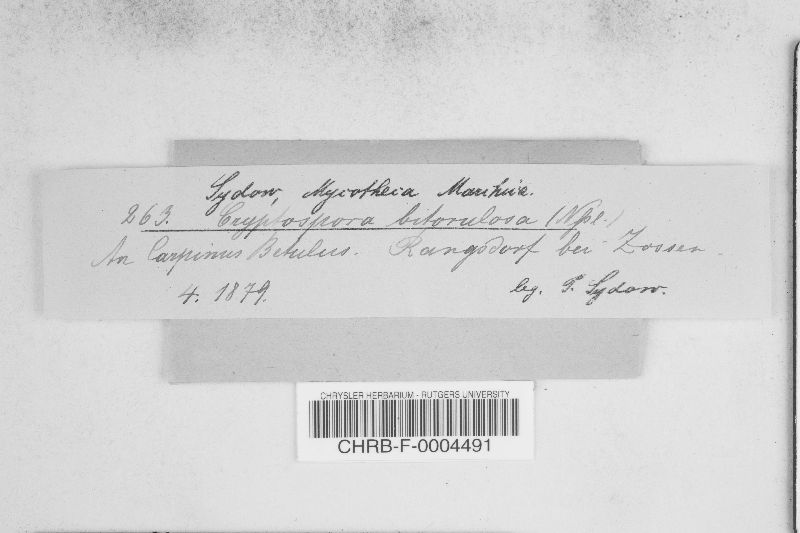 Sydow, Mycotheca Marchica.
263. Cryptospora bitorulosa (Npl.)
An Carpinus Betulus. Rangsdorf bei Zossen.
4. 1879. leg. P. Sydow.
CHRYSLER HERBARIUM - RUTGERS UNIVERSITY
CHRB-F-0004491